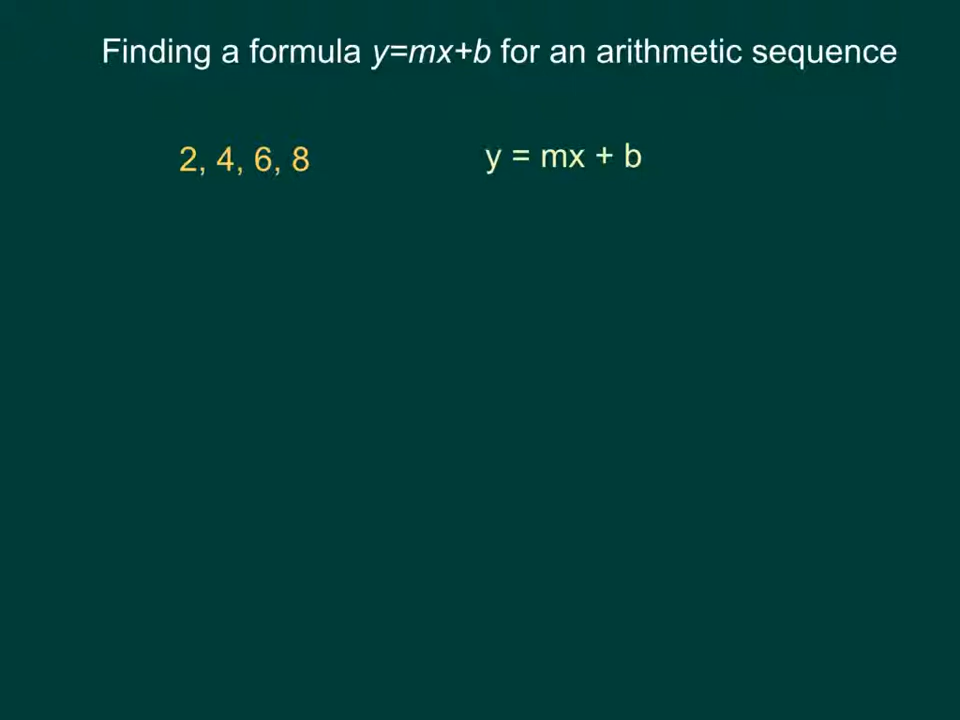 Finding a formula y=mx+b for an arithmetic sequence
2, 4, 6, 8 y = mx + b